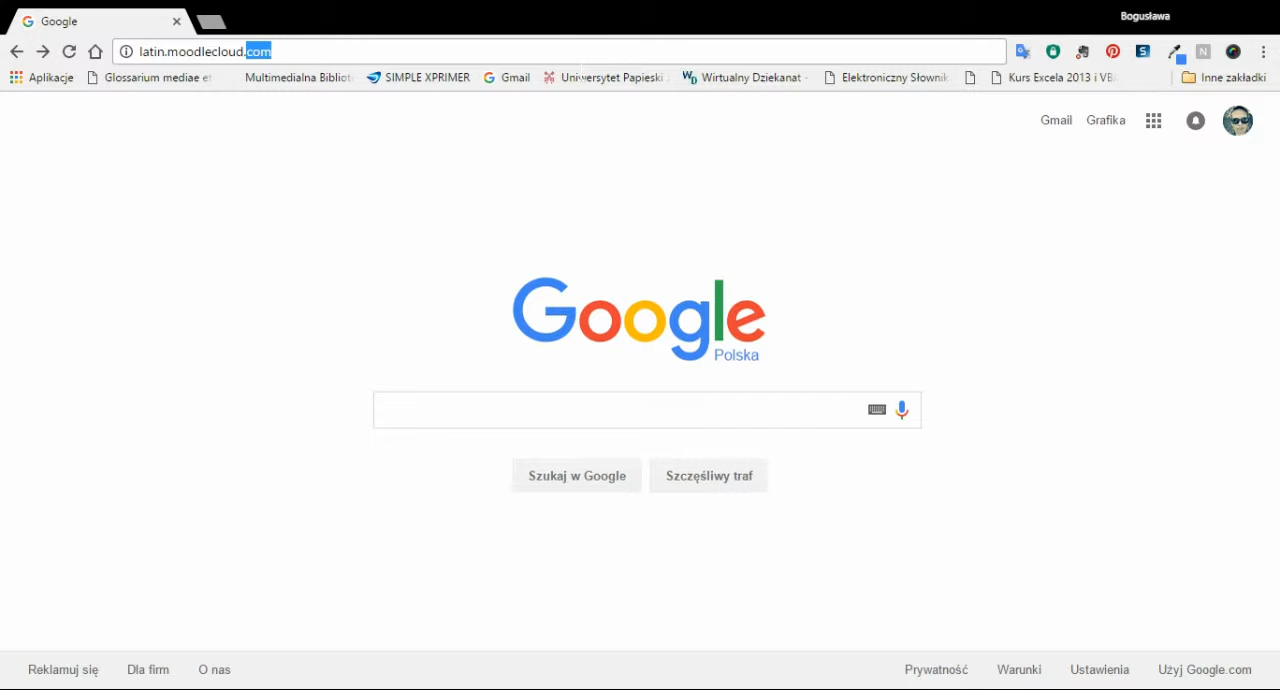 Google
Bogusława
latin.moodlecloud.com
Aplikacje Glossarium mediae et Multimedialna Bibliot SIMPLE XPRIMER Gmail Uniwersytet Papieski Wirtualny Dziekanat - Elektroniczny Słownik Kurs Excela 2013 i VB Inne zakładki
Gmail Grafika
Google
Polska
Szukaj w Google Szczęśliwy traf
Reklamuj się Dla firm O nas Prywatność Warunki Ustawienia Użyj Google.com